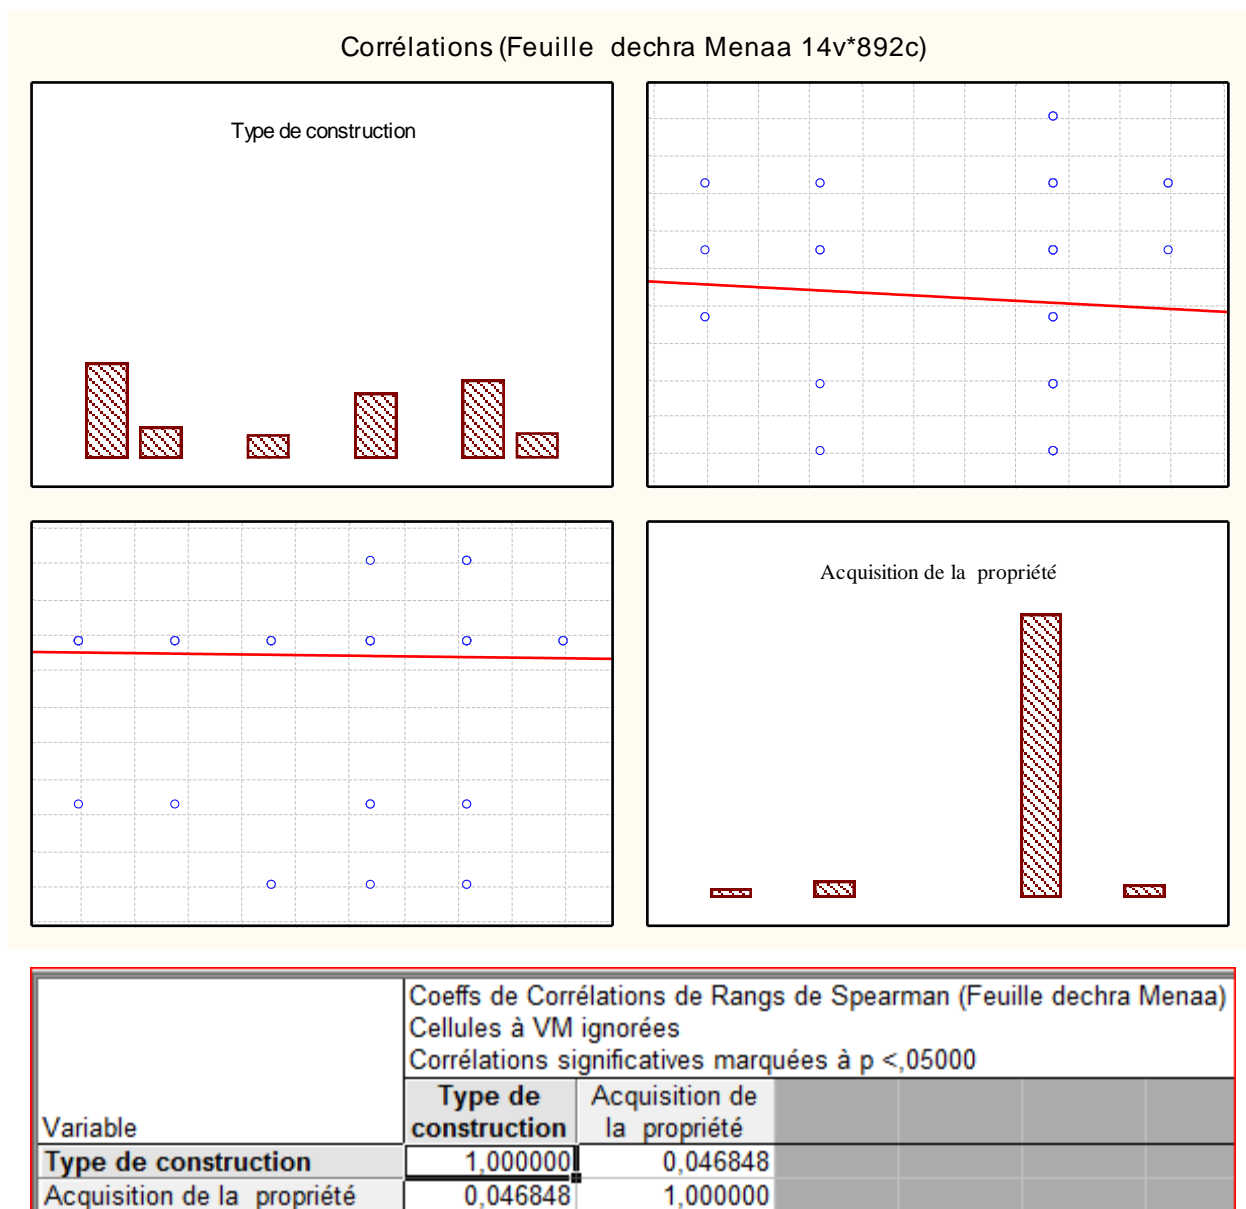 Corrélations (Feuille dechra Menaa 14v*892c)
Type de construction
Acquisition de la propriété
Coeffs de Corrélations de Rangs de Spearman (Feuille dechra Menaa)
Cellules à VM ignorées
Corrélations significatives marquées à p <,05000
Variable
Type de construction
Acquisition de la propriété
Type de construction 1,000000 0,046848
Acquisition de la propriété 0,046848 1,000000